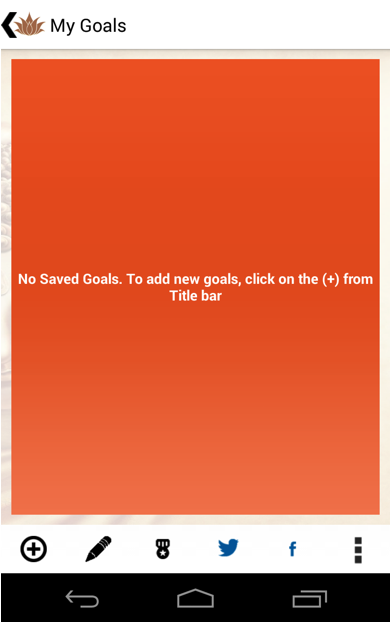 My Goals
No Saved Goals. To add new goals, click on the (+) from
Title bar